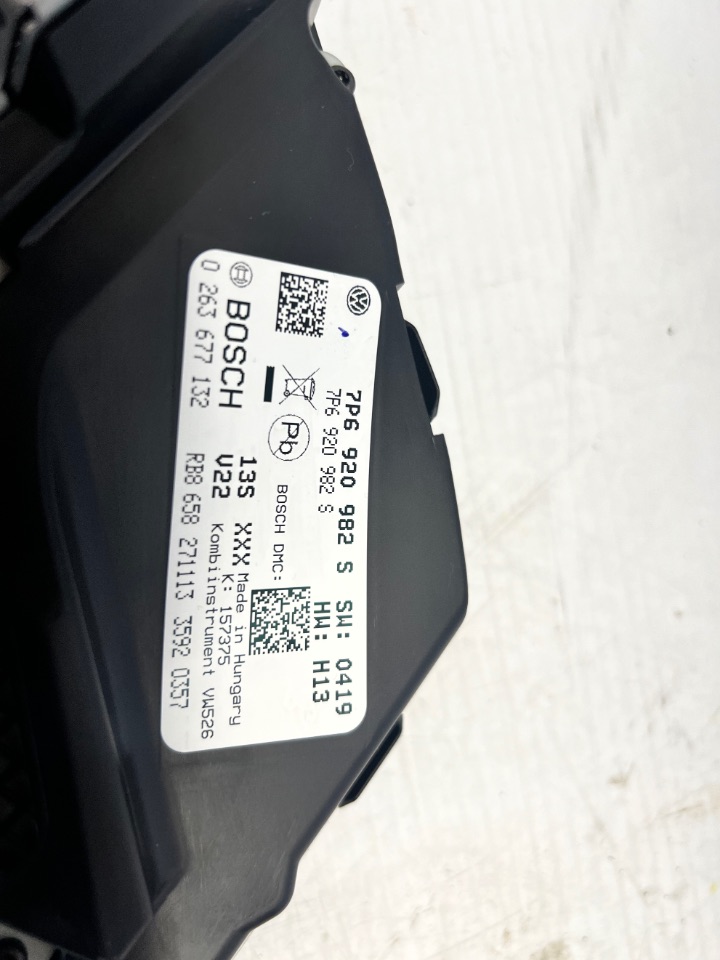 7P6 920 982 S SW: 0419
7P6 920 982 S HW: H13
BOSCH DMC:
Pb
BOSCH 13S XXX Made in Hungary
V22 K: 157375
Kombiinstrument VW526
0 263 677 132 RB8 658 271113 3592 0357